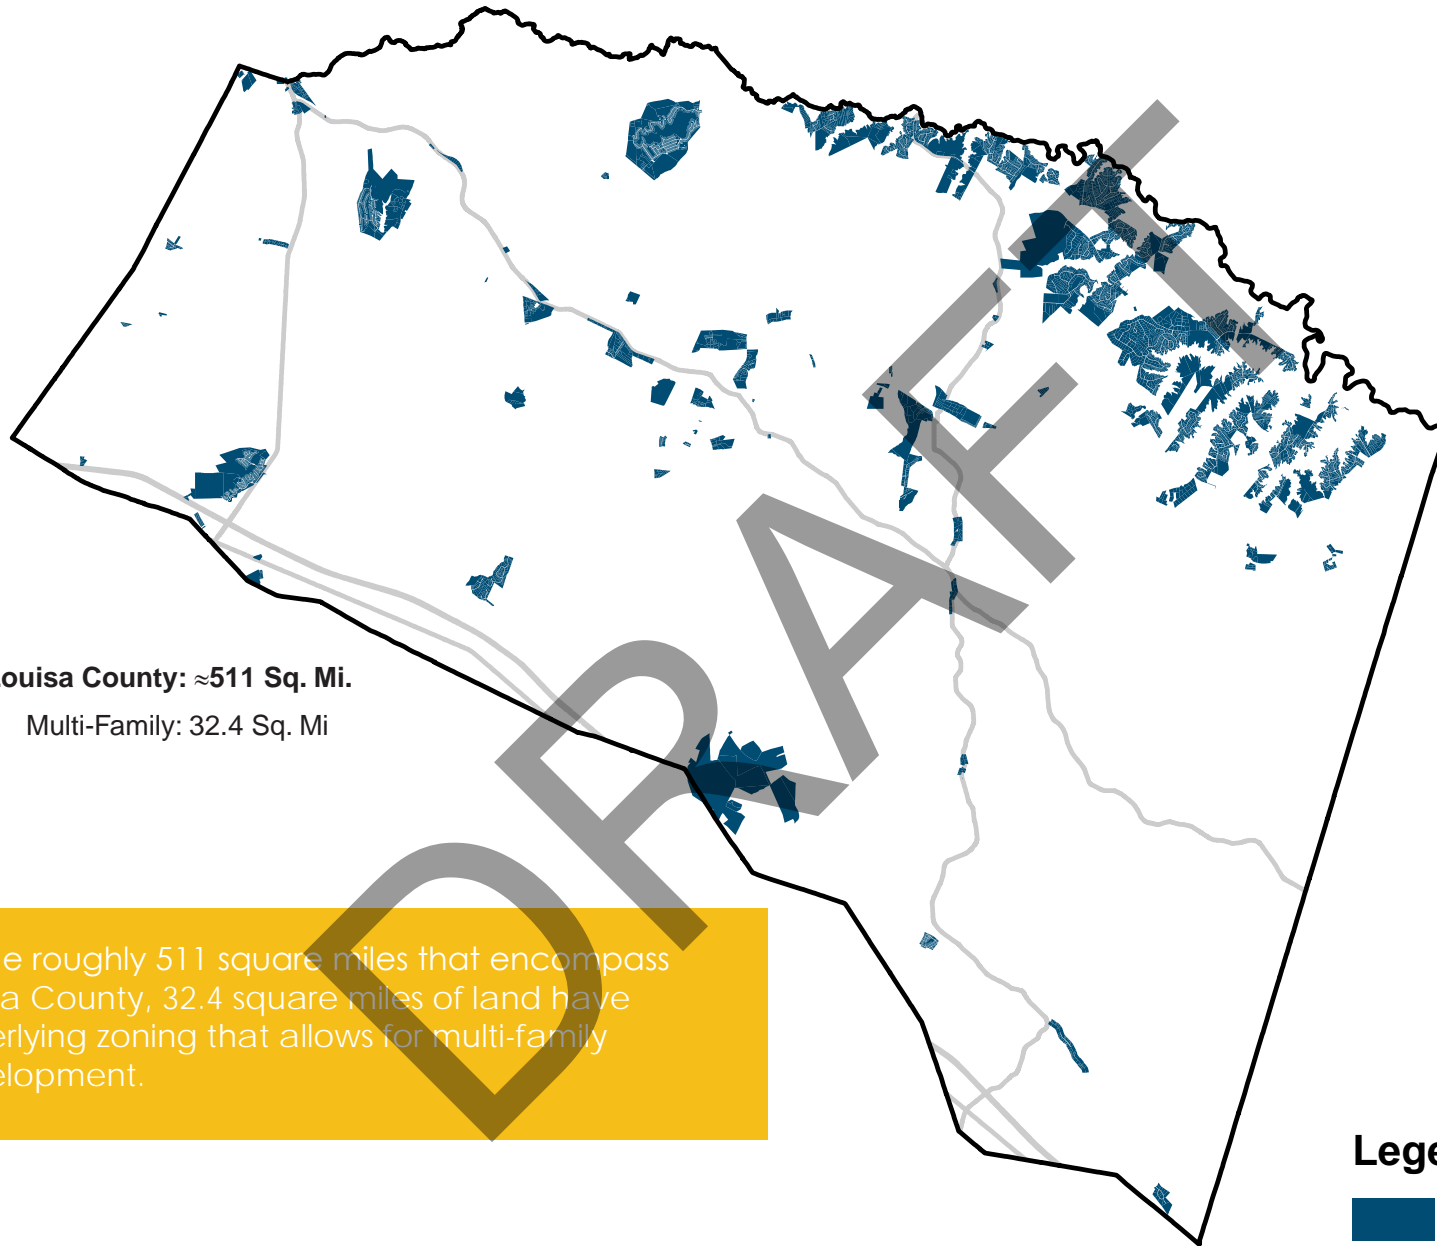 ouisa County: ≈511 Sq. Mi.
Multi-Family: 32.4 Sq. Mi
e roughly 511 square miles that encompass
a County, 32.4 square miles of land have
erlying zoning that allows for multi-family
elopment.
DRAFT
Lege